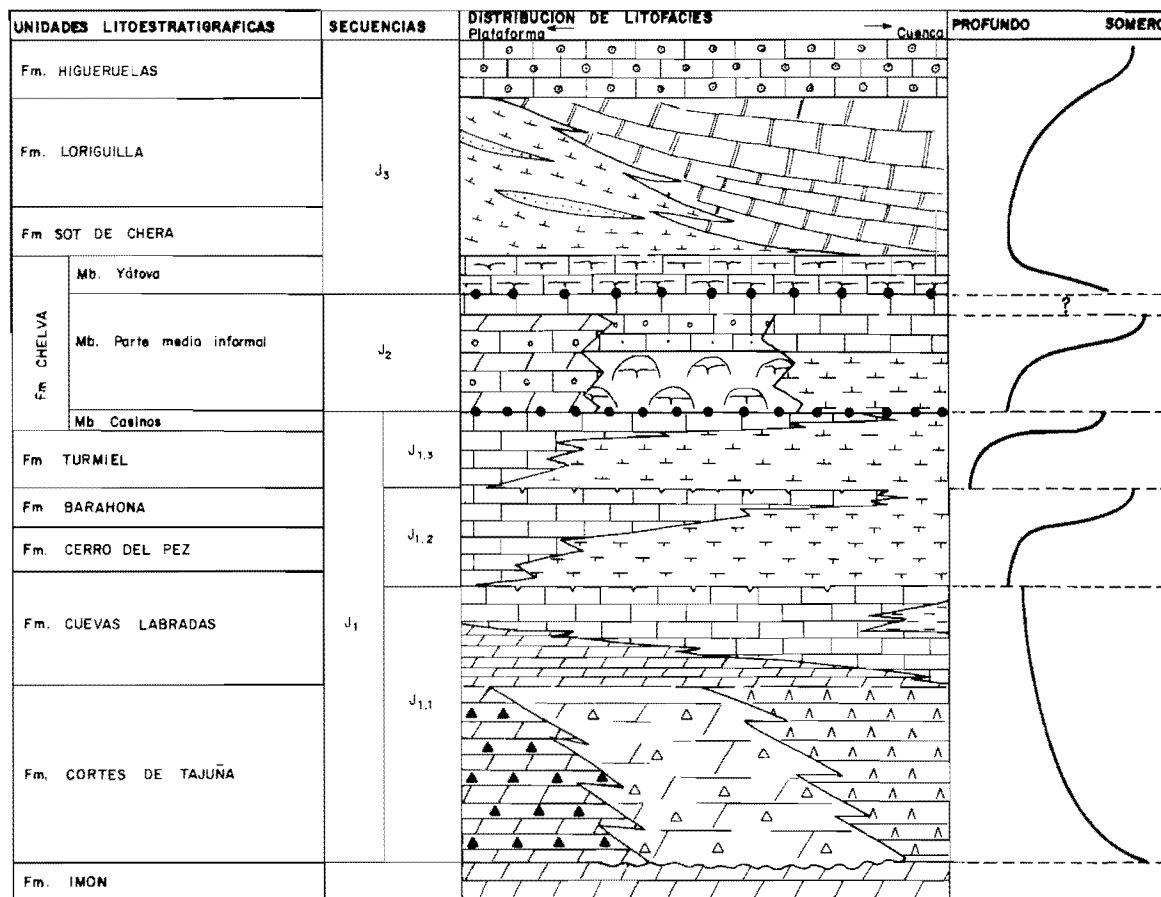 UNIDADES LITOESTRATIGRAFICAS
SECUENCIAS
DISTRIBUCION DE LITOFACIES
Plataforma
Cuenca
PROFUNDO
SOMERO
Fm. HIGUERUELAS
Fm. LORIGUILLA
J3
Fm SOT DE CHERA
Fm CHELVA
Mb. Yátova
?
Mb. Parte media informal
J2
Mb Casinos
Fm TURMIEL
J1.3
Fm BARAHONA
J1.2
Fm. CERRO DEL PEZ
Fm. CUEVAS LABRADAS
J1
J1.1
Fm. CORTES DE TAJUÑA
Fm. IMON